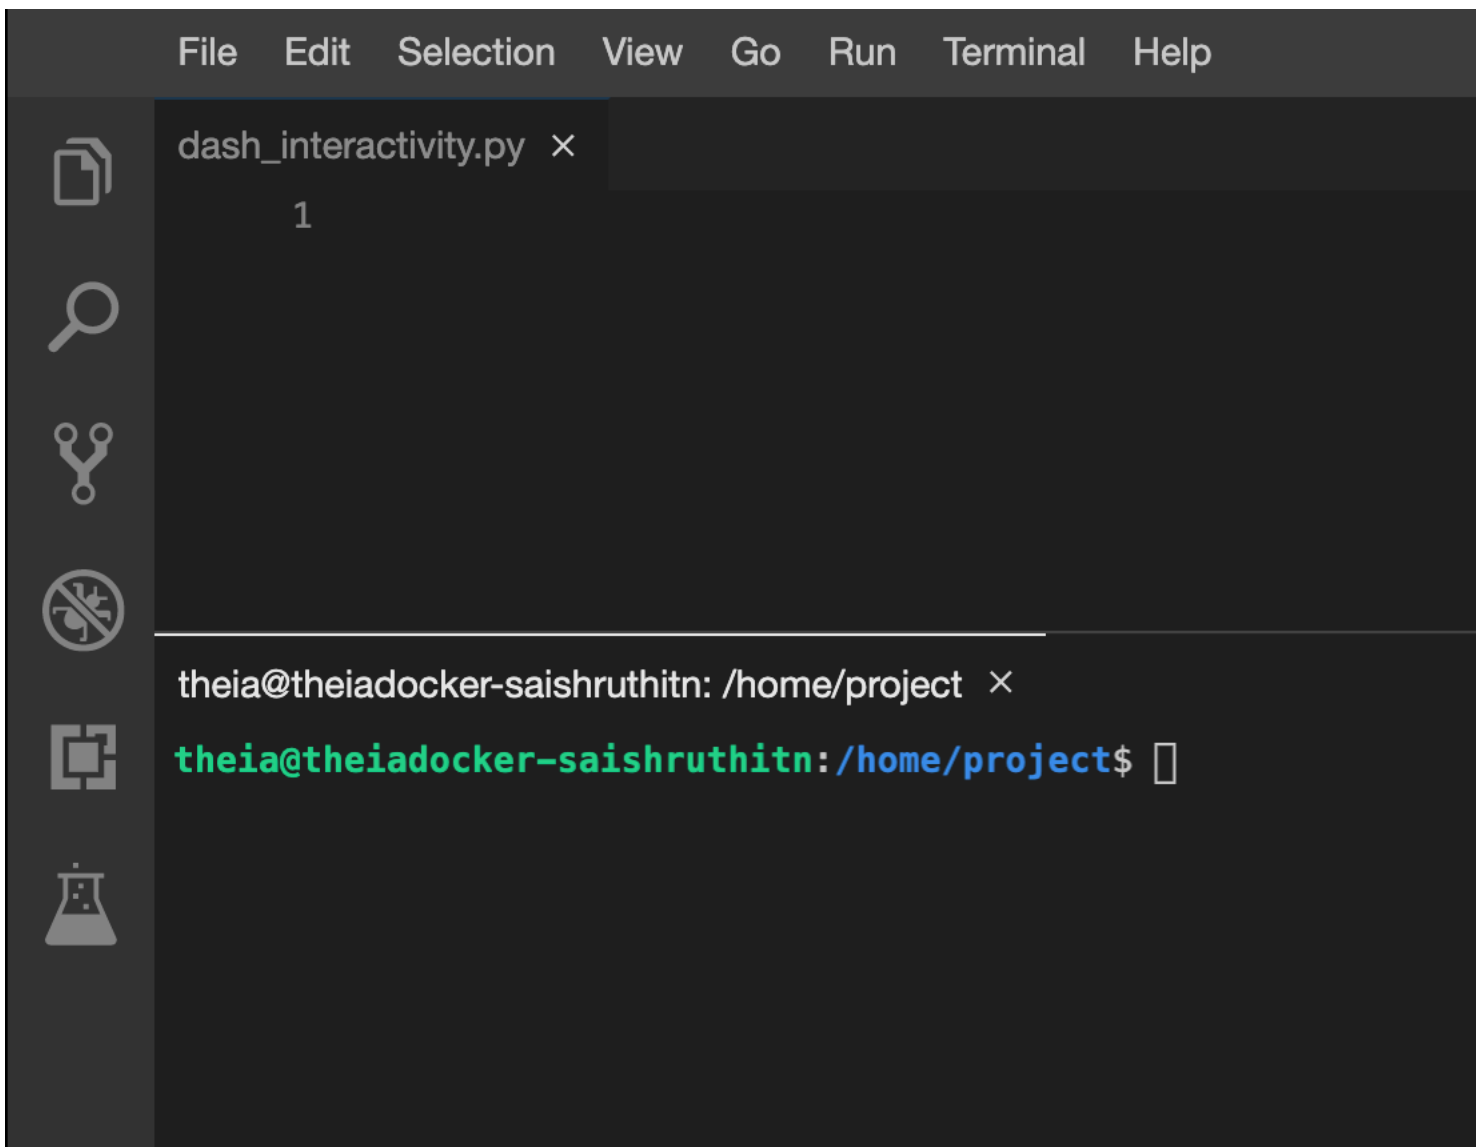 File Edit Selection View Go Run Terminal Help
dash_interactivity.py ×
1
theia@theiadocker-saishruthitn: /home/project ×
theia@theiadocker-saishruthitn:/home/project$